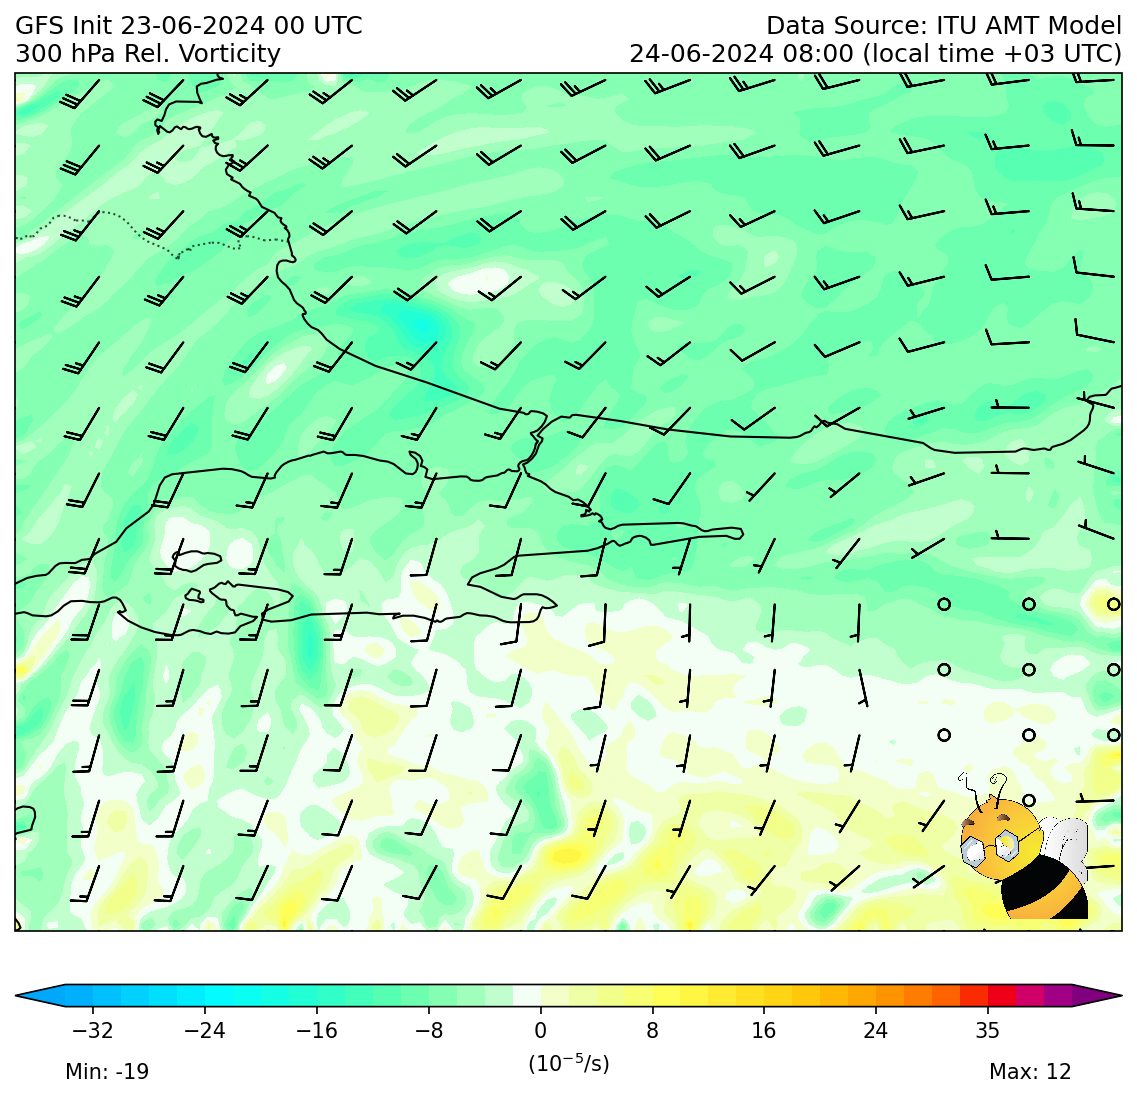 GFS Init 23-06-2024 00 UTC
Data Source: ITU AMT Model
300 hPa Rel. Vorticity
24-06-2024 08:00 (local time +03 UTC)
−32 −24 −16 −8 0 8 16 24 35
(10⁻⁵/s)
Min: -19
Max: 12